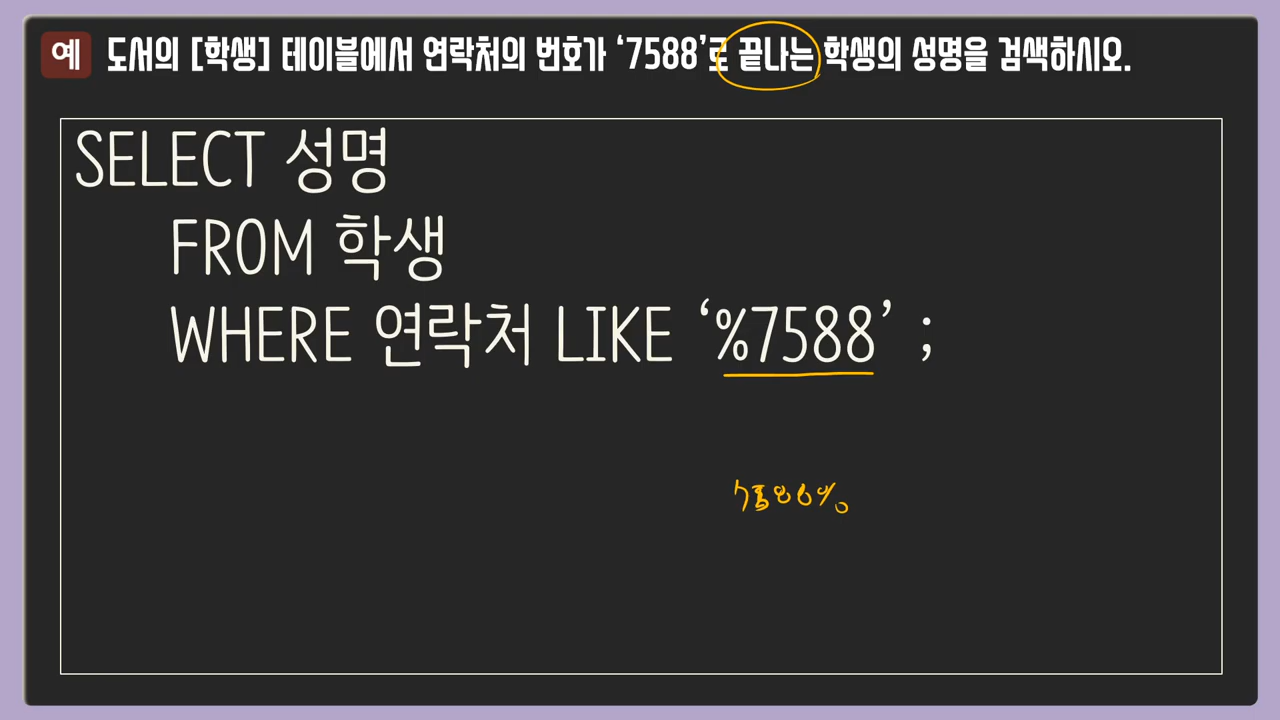 예 도서의 [학생] 테이블에서 연락처의 번호가 ‘7588’로 끝나는 학생의 성명을 검색하시오.
SELECT 성명
FROM 학생
WHERE 연락처 LIKE ‘%7588’ ;
7588%